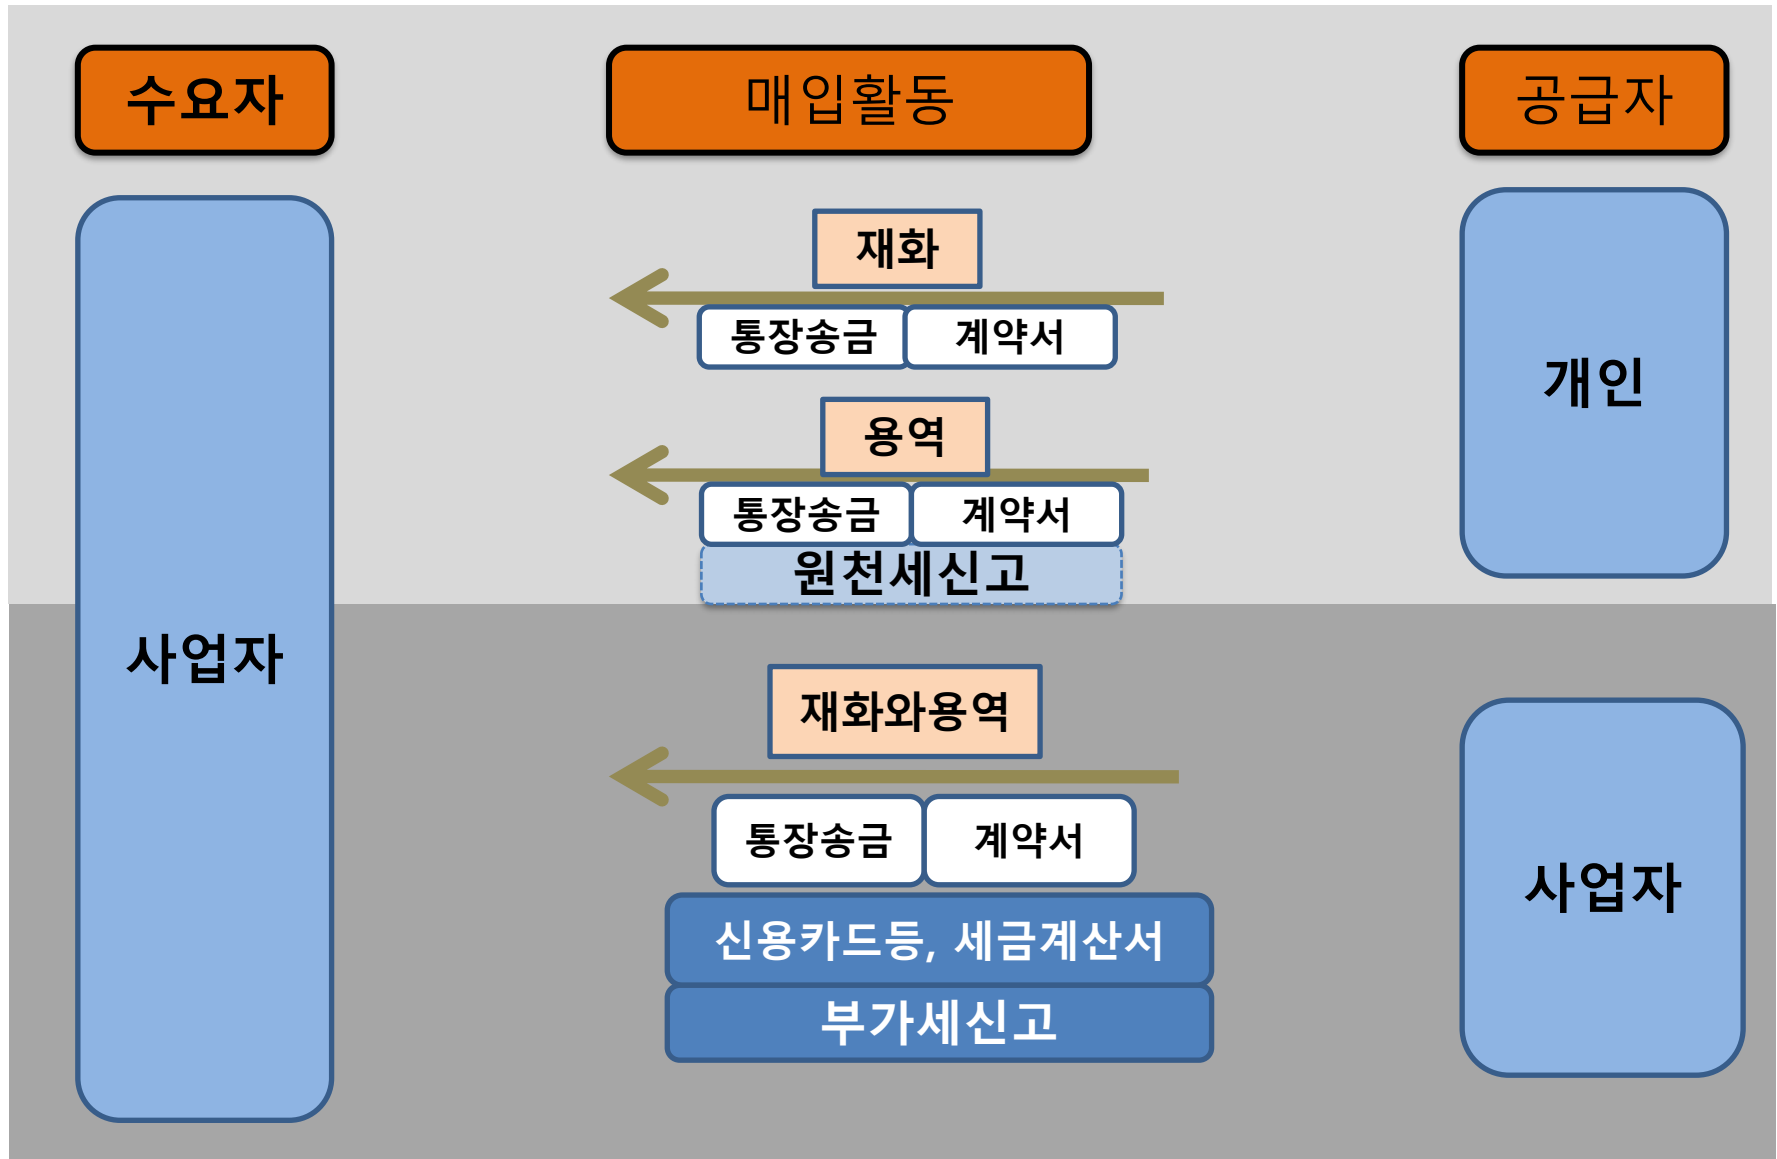 수요자
매입활동
공급자
재화
통장송금
계약서
용역
통장송금
계약서
원천세신고
개인
사업자
재화와용역
통장송금
계약서
신용카드등, 세금계산서
부가세신고
사업자